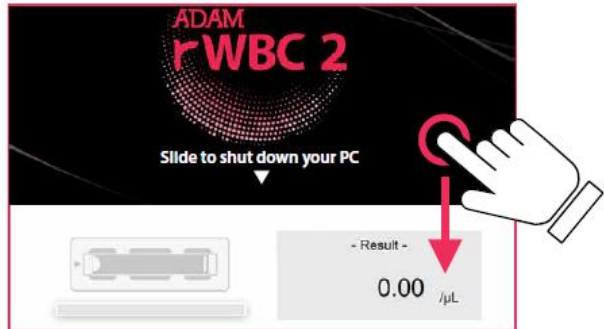 ADAM
rWBC 2
Slide to shut down your PC
- Result -
0.00 /µL